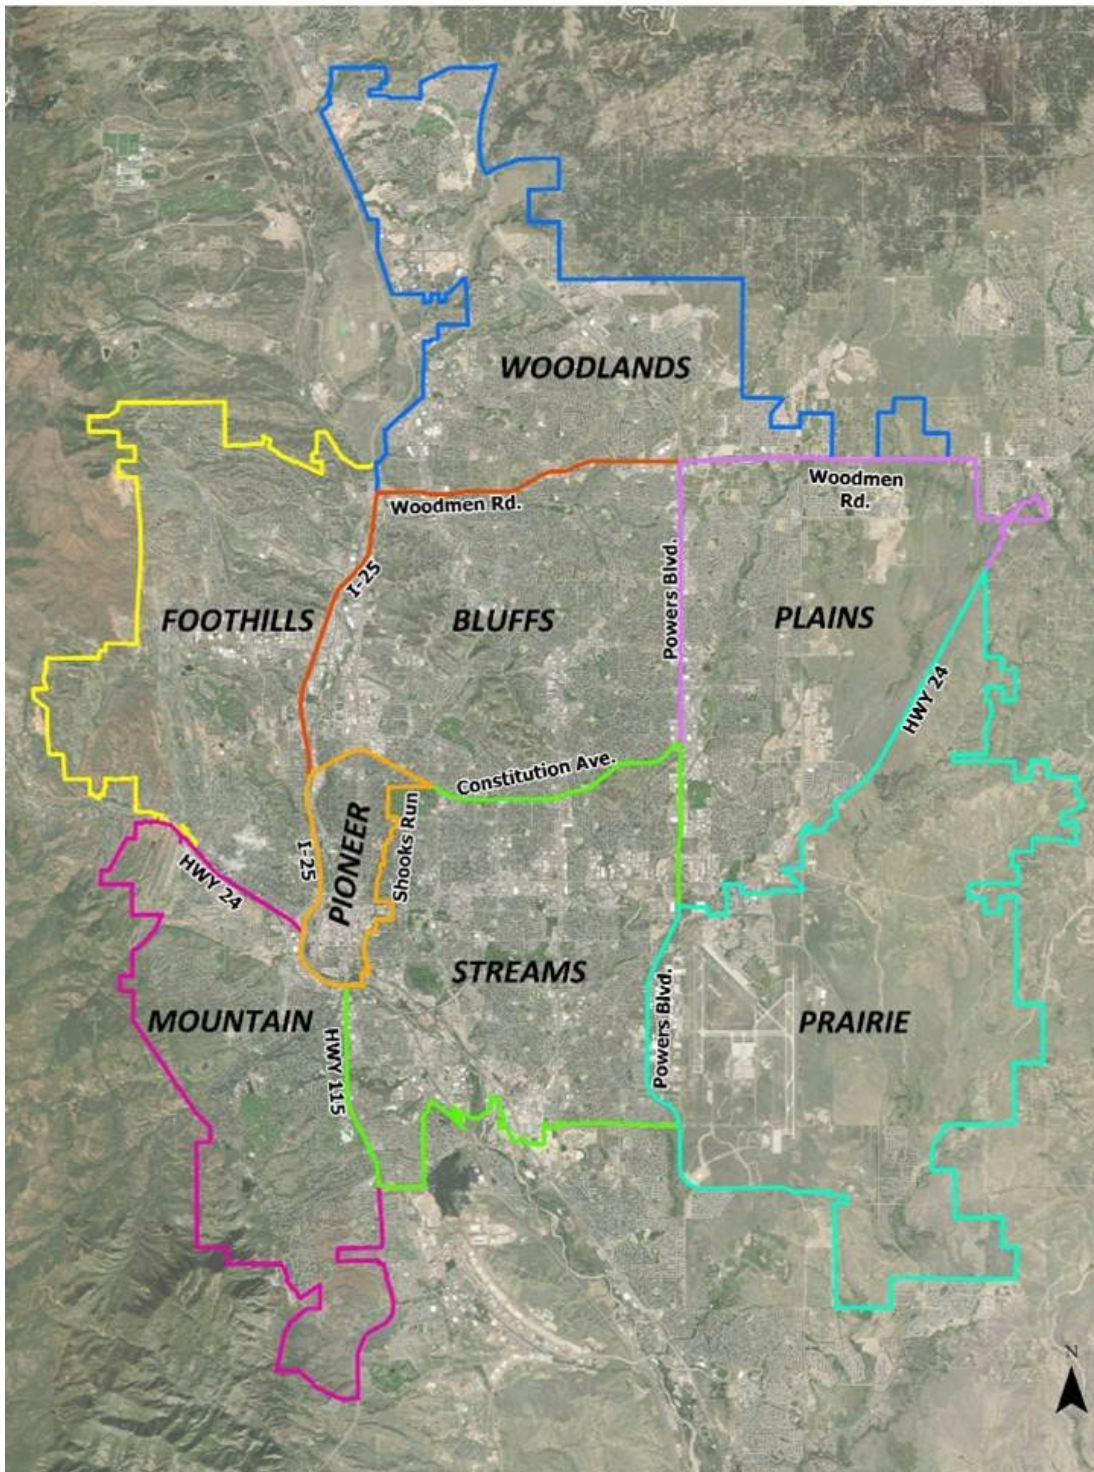 WOODLANDS
Woodmen Rd.
Woodmen
Rd.
I-25
Powers Blvd.
FOOTHILLS
BLUFFS
PLAINS
HWY 24
Constitution Ave.
PIONEER
Shooks Run
I-25
HWY 24
STREAMS
MOUNTAIN
HWY 115
Powers Blvd.
PRAIRIE
N